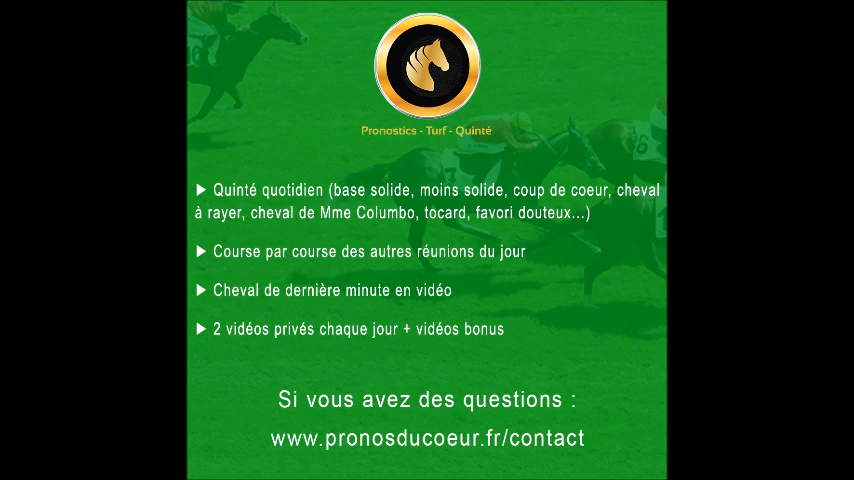 Pronostics - Turf - Quinté
▶ Quinté quotidien (base solide, moins solide, coup de coeur, cheval
à rayer, cheval de Mme Columbo, tocard, favori douteux...)
▶ Course par course des autres réunions du jour
▶ Cheval de dernière minute en vidéo
▶ 2 vidéos privés chaque jour + vidéos bonus
Si vous avez des questions :
www.pronosducoeur.fr/contact